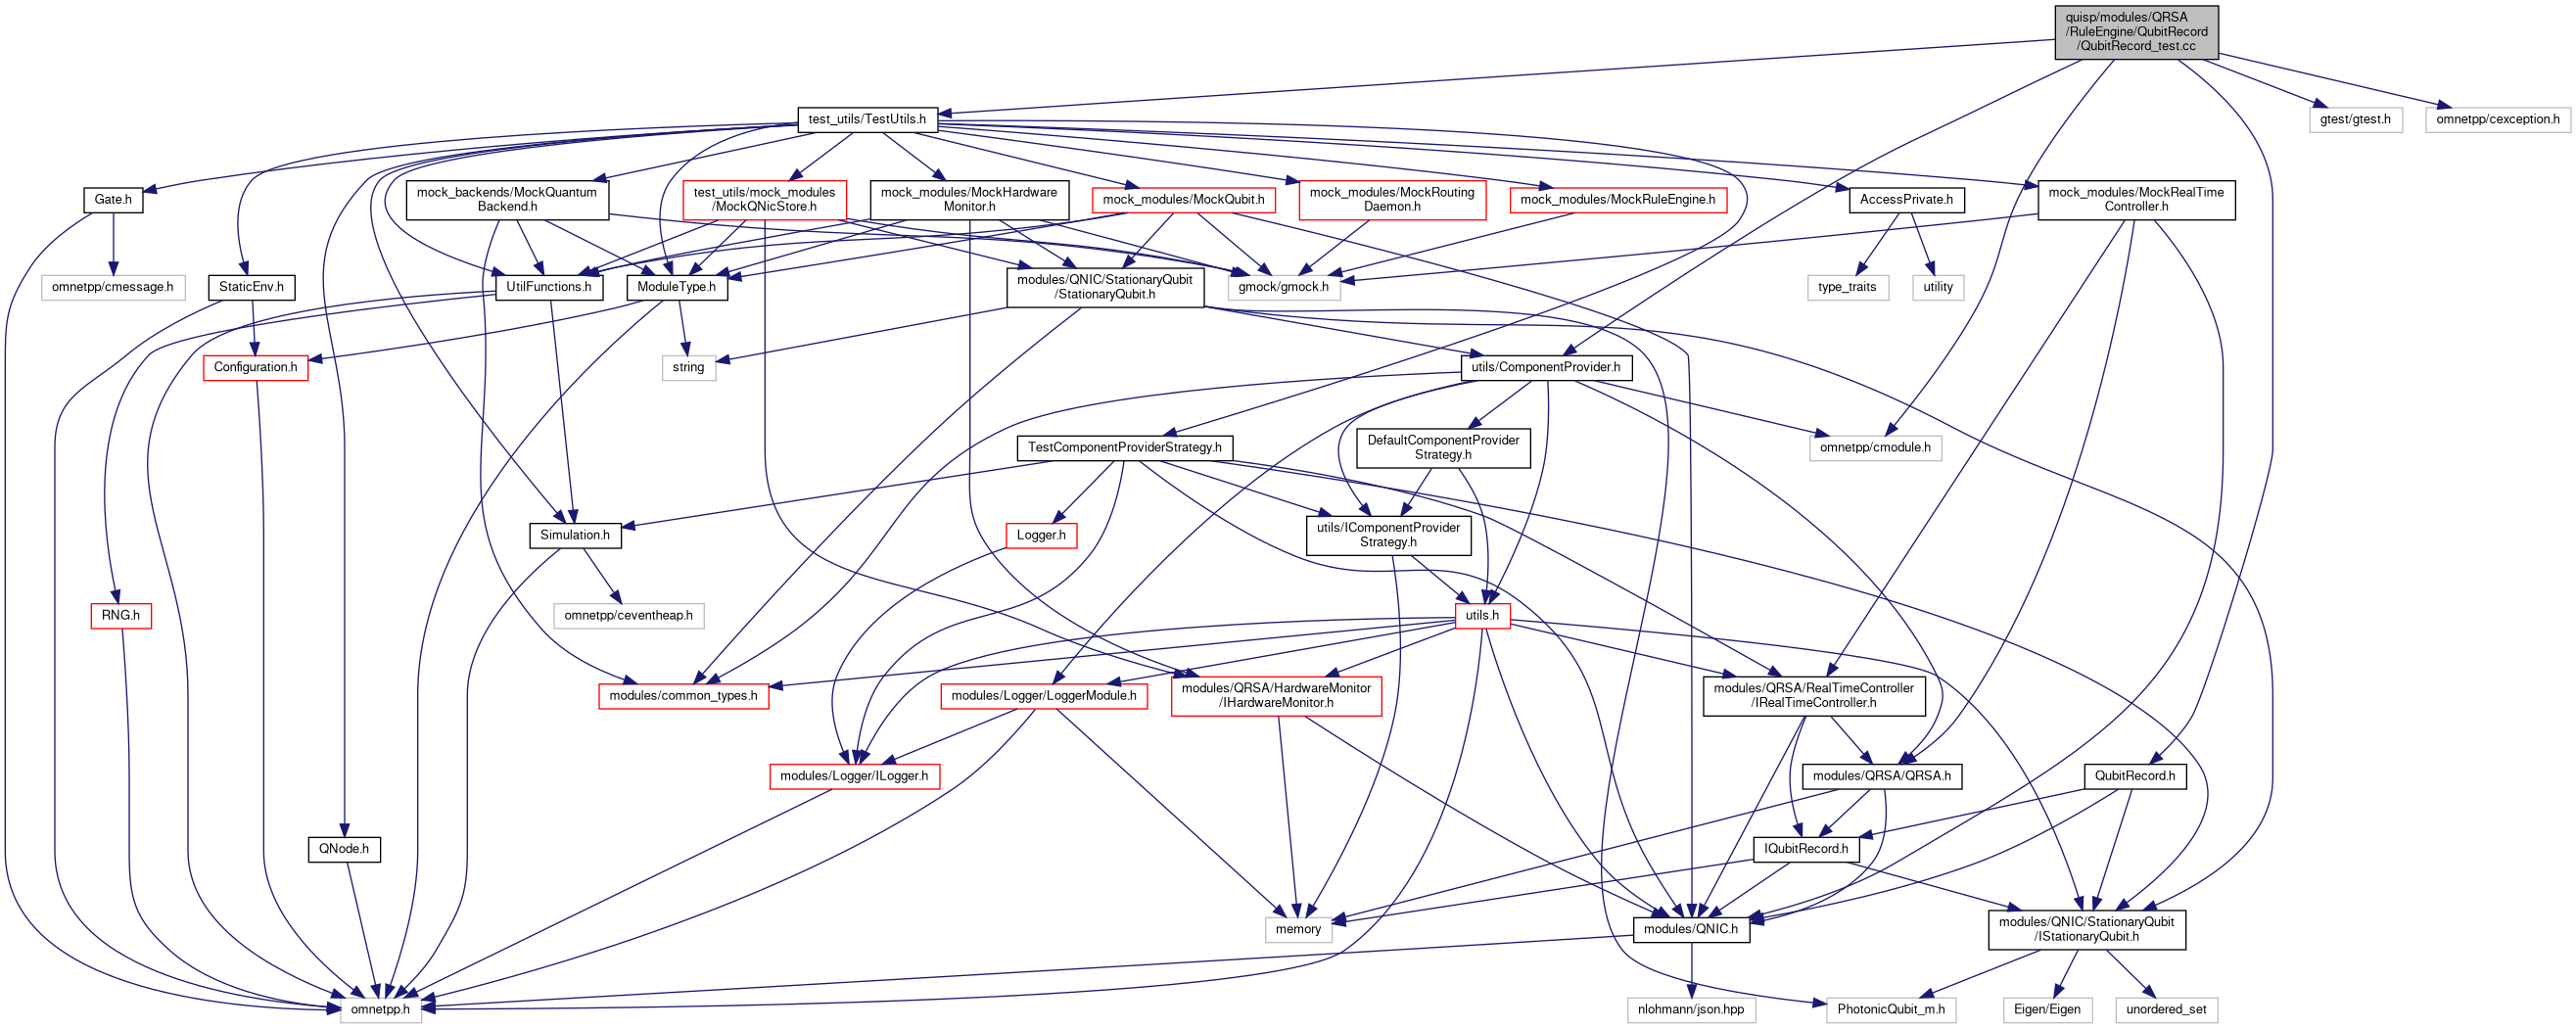 quisp/modules/QRSA
/RuleEngine/QubitRecord
/QubitRecord_test.cc
test_utils/TestUtils.h
gtest/gtest.h
omnetpp/cexception.h
Gate.h
mock_backends/MockQuantum
Backend.h
test_utils/mock_modules
/MockQNicStore.h
mock_modules/MockHardware
Monitor.h
mock_modules/MockQubit.h
mock_modules/MockRouting
Daemon.h
mock_modules/MockRuleEngine.h
AccessPrivate.h
mock_modules/MockRealTime
Controller.h
omnetpp/cmessage.h
StaticEnv.h
UtilFunctions.h
ModuleType.h
modules/QNIC/StationaryQubit
/StationaryQubit.h
gmock/gmock.h
type_traits
utility
Configuration.h
string
utils/ComponentProvider.h
TestComponentProviderStrategy.h
DefaultComponentProvider
Strategy.h
omnetpp/cmodule.h
Simulation.h
Logger.h
utils/IComponentProvider
Strategy.h
RNG.h
omnetpp/ceventheap.h
utils.h
modules/common_types.h
modules/Logger/LoggerModule.h
modules/QRSA/HardwareMonitor
/IHardwareMonitor.h
modules/QRSA/RealTimeController
/IRealTimeController.h
modules/Logger/ILogger.h
modules/QRSA/QRSA.h
QubitRecord.h
QNode.h
IQubitRecord.h
memory
modules/QNIC.h
modules/QNIC/StationaryQubit
/IStationaryQubit.h
omnetpp.h
nlohmann/json.hpp
PhotonicQubit_m.h
Eigen/Eigen
unordered_set